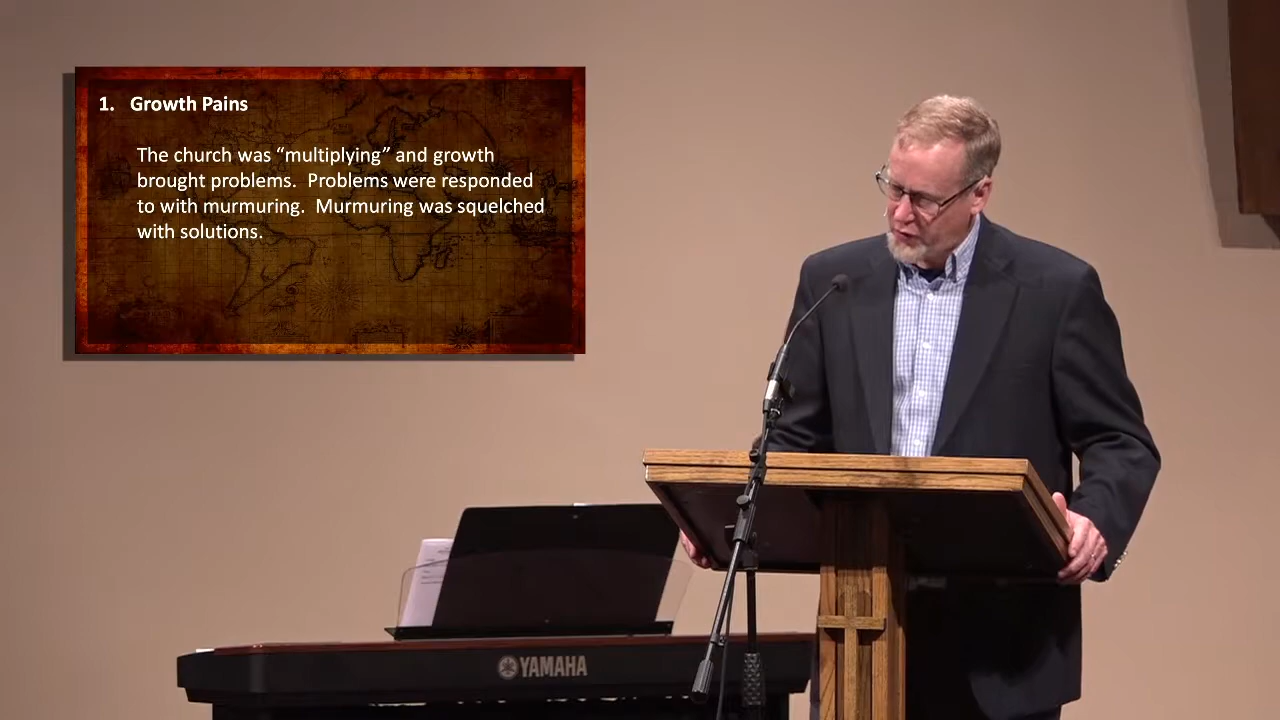 1. Growth Pains
The church was “multiplying” and growth
brought problems. Problems were responded
to with murmuring. Murmuring was squelched
with solutions.
YAMAHA